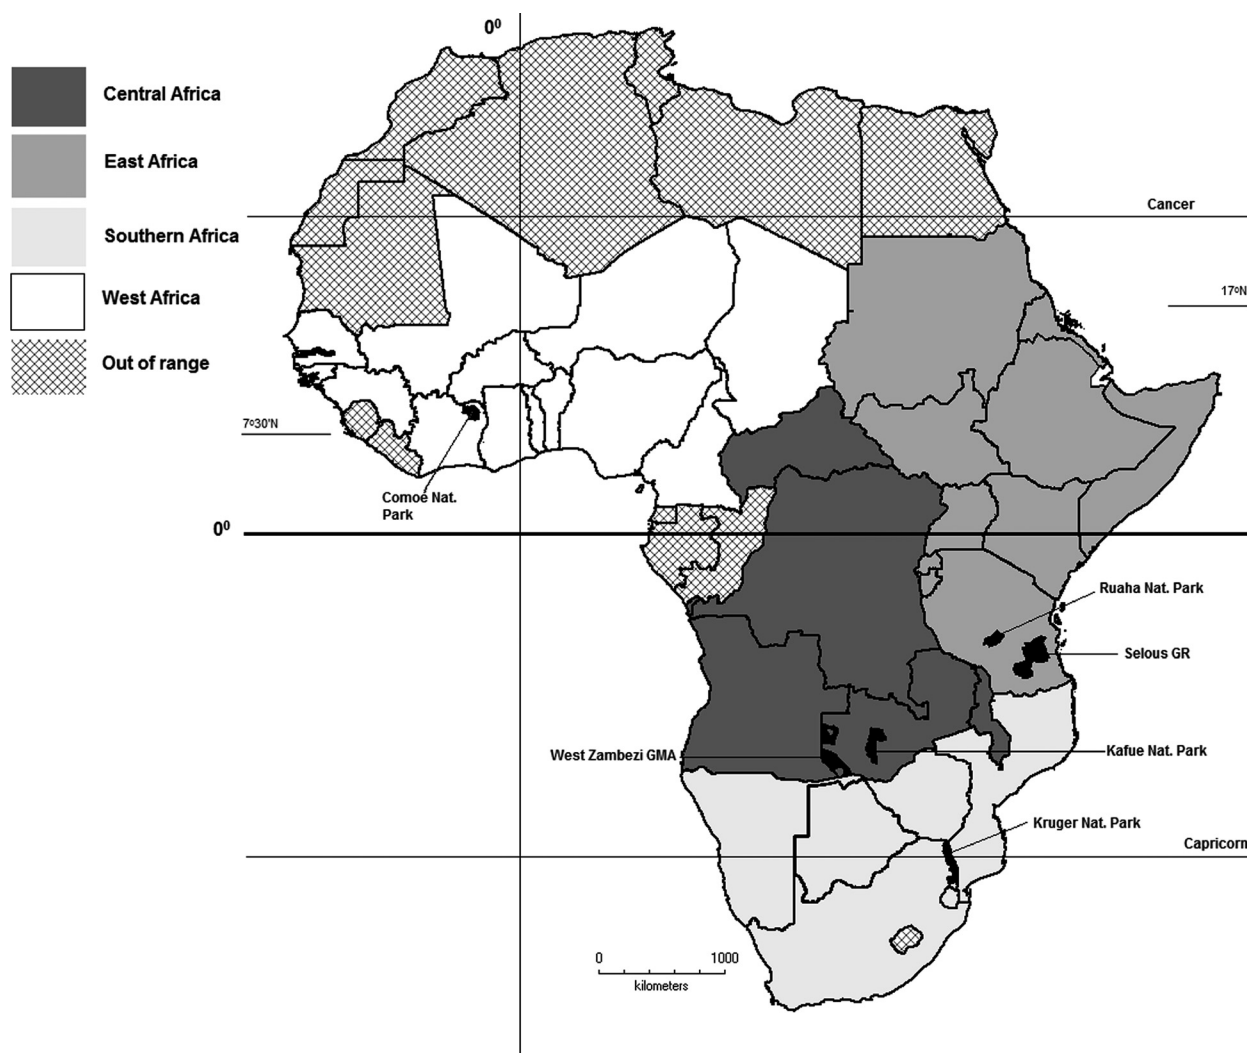 0⁰
Central Africa
East Africa
Southern Africa
West Africa
Out of range
Cancer
17ᵒN
7ᵒ30'N
Comoé Nat.
Park
0⁰
Ruaha Nat. Park
Selous GR
West Zambezi GMA
Kafue Nat. Park
Kruger Nat. Park
Capricorn
0 1000
kilometers